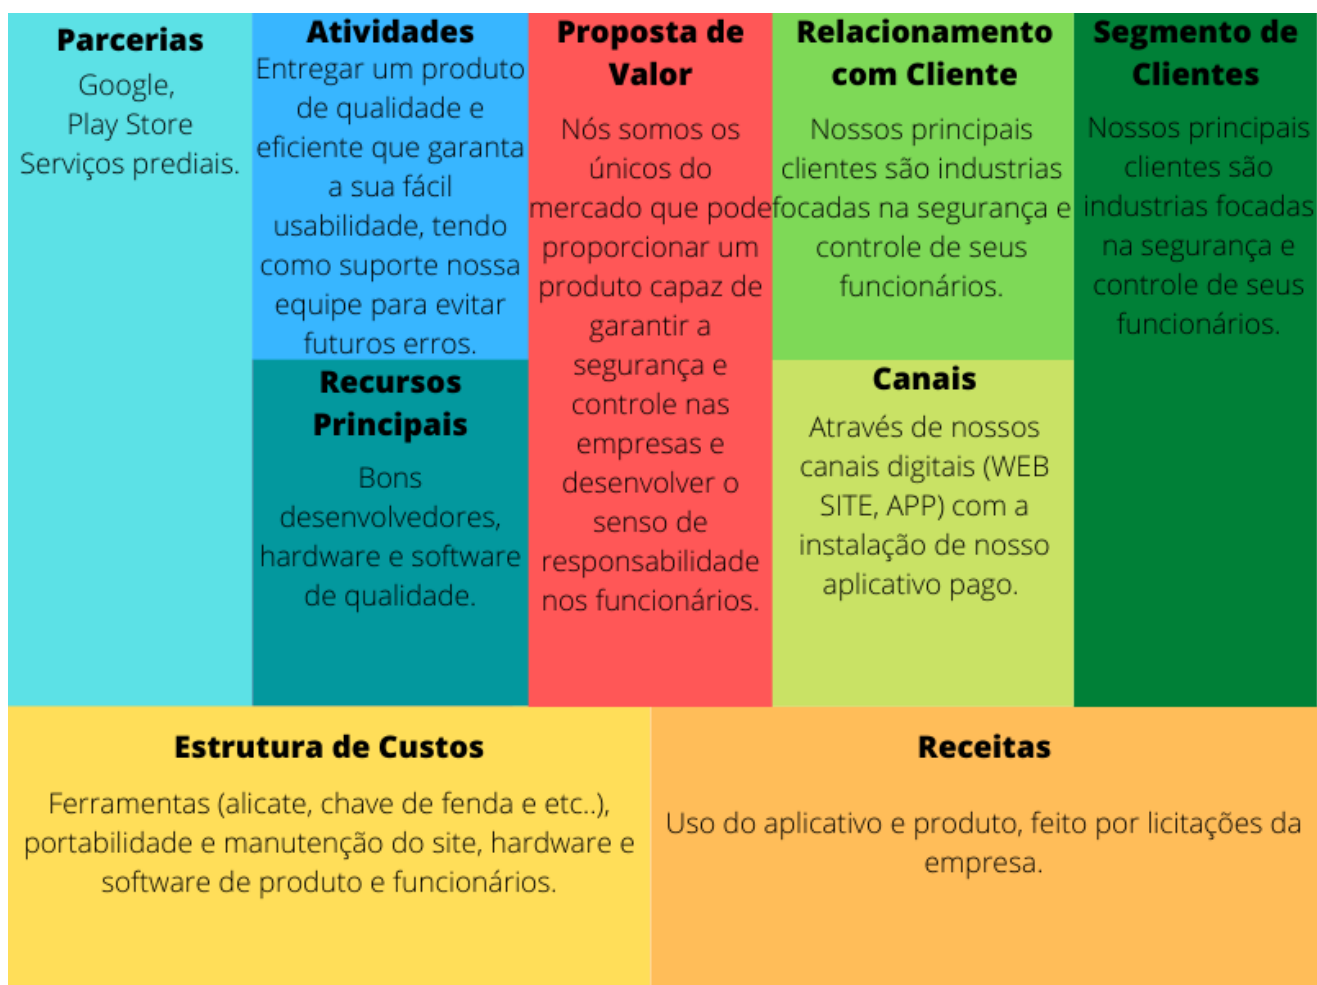 Parcerias
Google,
Play Store
Serviços prediais.
Atividades
Entregar um produto
de qualidade e
eficiente que garanta
a sua fácil
usabilidade, tendo
como suporte nossa
equipe para evitar
futuros erros.
Recursos
Principais
Bons
desenvolvedores,
hardware e software
de qualidade.
Proposta de
Valor
Nós somos os
únicos do
mercado que pode
proporcionar um
produto capaz de
garantir a
segurança e
controle nas
empresas e
desenvolver o
senso de
responsabilidade
nos funcionários.
Relacionamento
com Cliente
Nossos principais
clientes são industrias
focadas na segurança e
controle de seus
funcionários.
Canais
Através de nossos
canais digitais (WEB
SITE, APP) com a
instalação de nosso
aplicativo pago.
Segmento de
Clientes
Nossos principais
clientes são
industrias focadas
na segurança e
controle de seus
funcionários.
Estrutura de Custos
Ferramentas (alicate, chave de fenda e etc..),
portabilidade e manutenção do site, hardware e
software de produto e funcionários.
Receitas
Uso do aplicativo e produto, feito por licitações da
empresa.